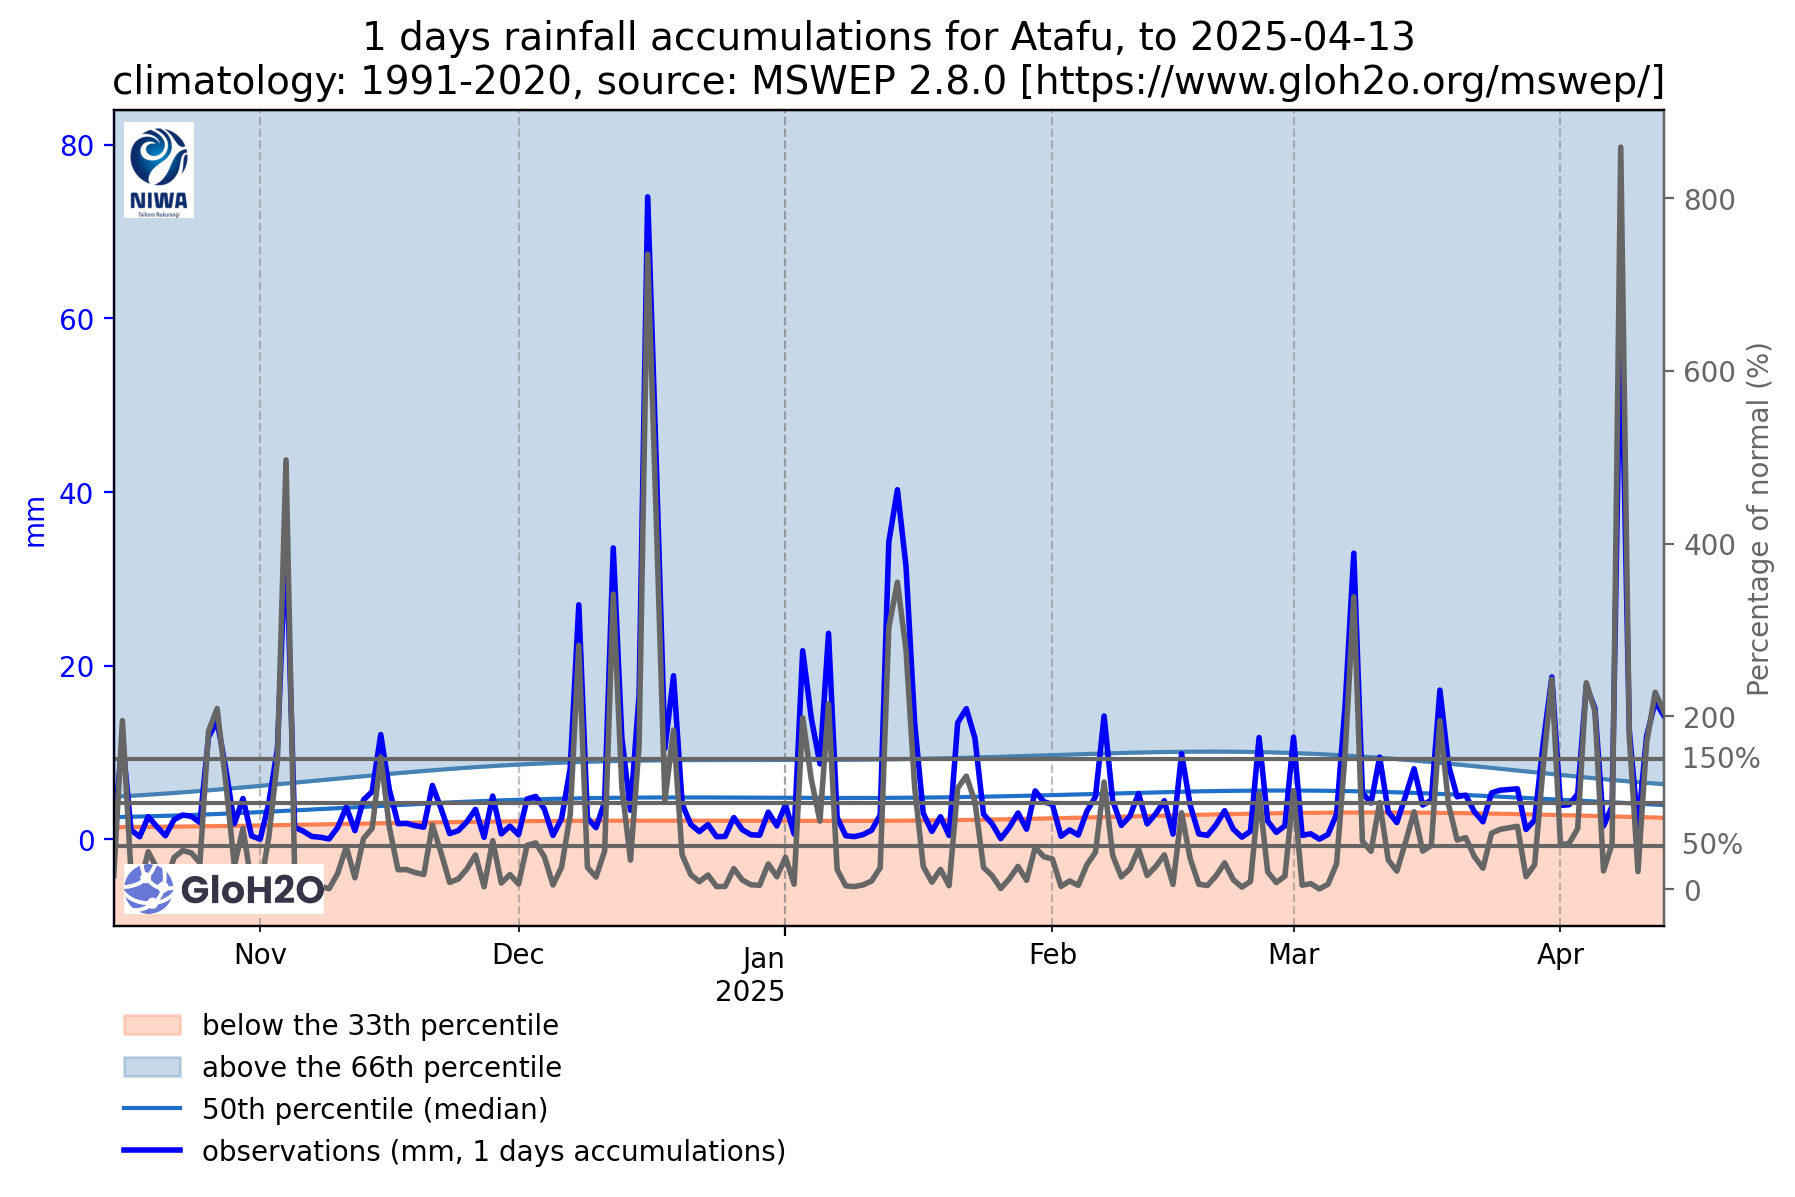 1 days rainfall accumulations for Atafu, to 2025-04-13
climatology: 1991-2020, source: MSWEP 2.8.0 [https://www.gloh2o.org/mswep/]
NIWA
Taihoro Nukurangi
80
60
40
20
0
mm
800
600
400
200
150%
50%
0
Percentage of normal (%)
GloH2O
Nov
Dec
Jan
2025
Feb
Mar
Apr
below the 33th percentile
above the 66th percentile
50th percentile (median)
observations (mm, 1 days accumulations)